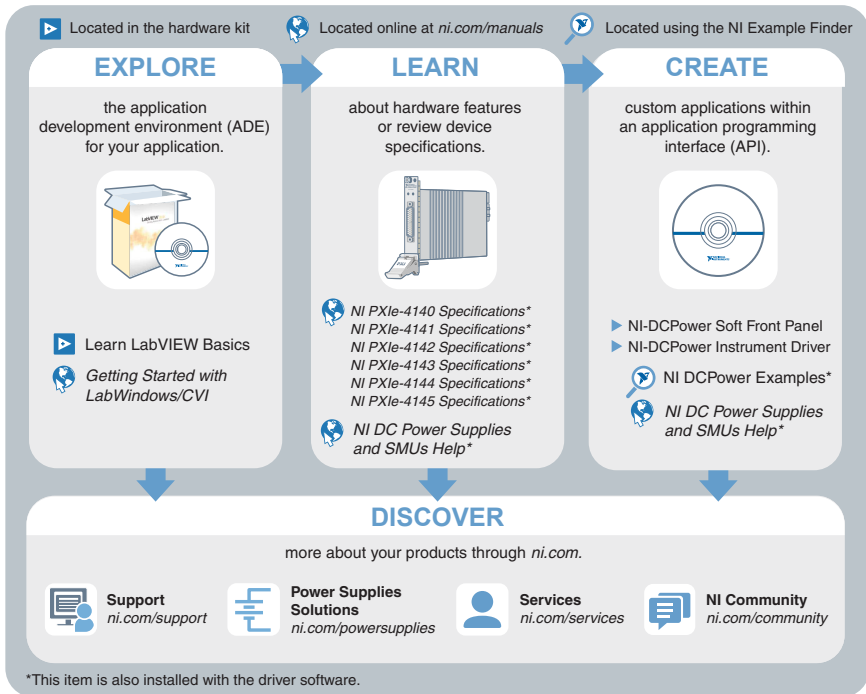 Located in the hardware kit
Located online at ni.com/manuals
Located using the NI Example Finder
EXPLORE
the application
development environment (ADE)
for your application.
LabVIEW
Learn LabVIEW Basics
Getting Started with
LabWindows/CVI
LEARN
about hardware features
or review device
specifications.
NI PXIe-4140 Specifications*
NI PXIe-4141 Specifications*
NI PXIe-4142 Specifications*
NI PXIe-4143 Specifications*
NI PXIe-4144 Specifications*
NI PXIe-4145 Specifications*
NI DC Power Supplies
and SMUs Help*
CREATE
custom applications within
an application programming
interface (API).
NI-DCPower Soft Front Panel
NI-DCPower Instrument Driver
NI DCPower Examples*
NI DC Power Supplies
and SMUs Help*
DISCOVER
more about your products through ni.com.
Support
ni.com/support
Power Supplies
Solutions
ni.com/powersupplies
Services
ni.com/services
NI Community
ni.com/community
*This item is also installed with the driver software.